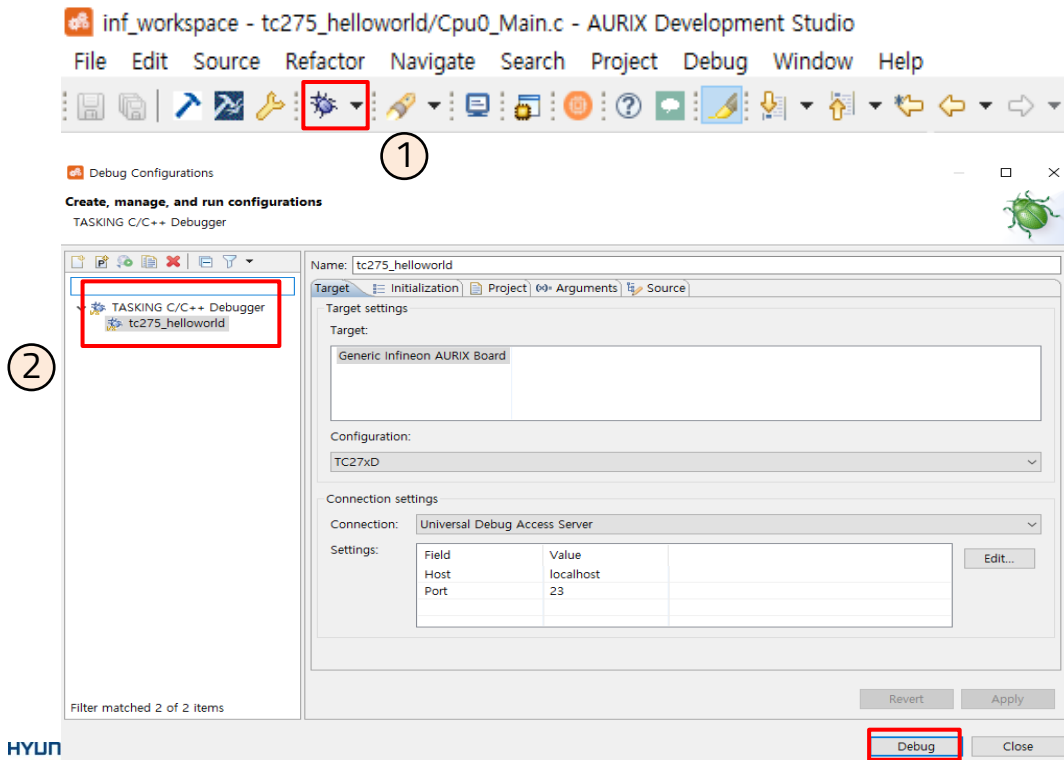 inf_workspace - tc275_helloworld/Cpu0_Main.c - AURIX Development Studio
File Edit Source Refactor Navigate Search Project Debug Window Help
1
Debug Configurations
Create, manage, and run configurations
TASKING C/C++ Debugger
Name: tc275_helloworld
Target Initialization Project Arguments Source
TASKING C/C++ Debugger
tc275_helloworld
2
Target settings
Target:
Generic Infineon AURIX Board
Configuration:
TC27xD
Connection settings
Connection: Universal Debug Access Server
Settings:
Field Value
Host localhost
Port 23
Edit...
Filter matched 2 of 2 items
Revert Apply
HYUN
Debug Close